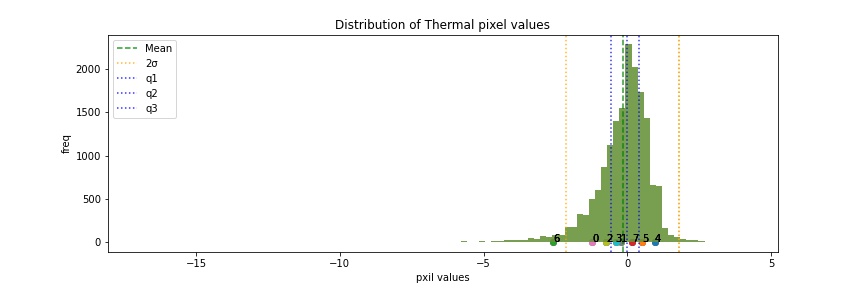 Distribution of Thermal pixel values
Mean
2σ
q1
q2
q3
freq
2000
1500
1000
500
0
6 0 2 3 7 5 4
−15 −10 −5 0 5
pxil values